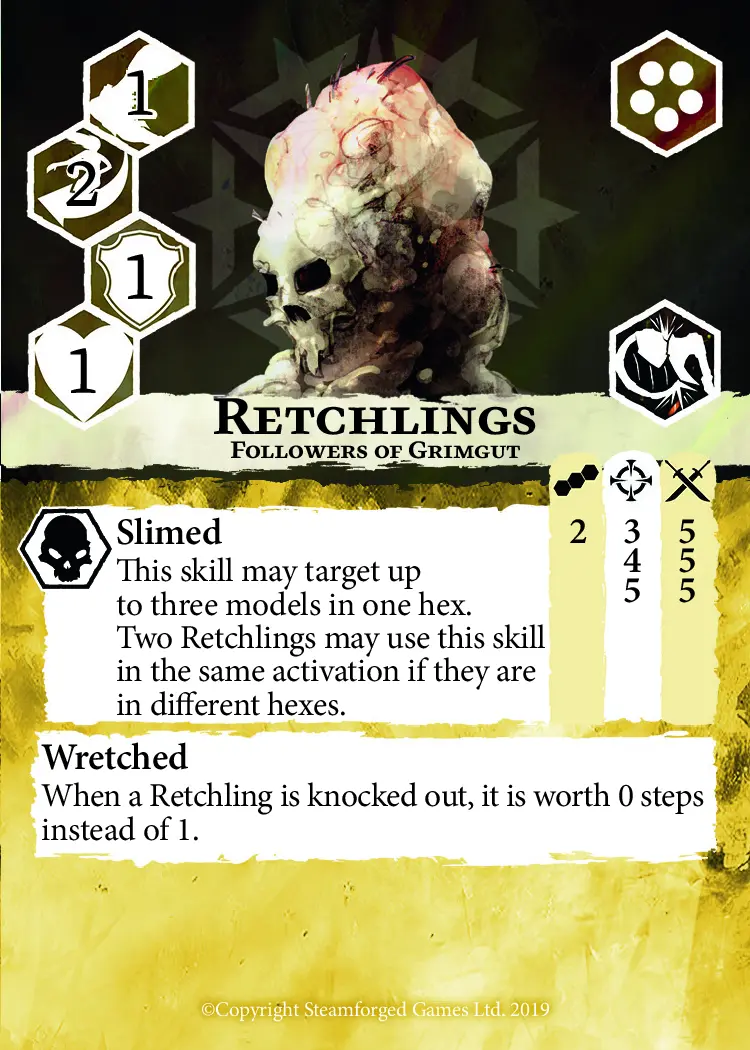 1
2
1
1
Retchlings
Followers of Grimgut
Slimed
This skill may target up
to three models in one hex.
Two Retchlings may use this skill
in the same activation if they are
in different hexes.
2 3 5
4 5
5 5
Wretched
When a Retchling is knocked out, it is worth 0 steps
instead of 1.
©Copyright Steamforged Games Ltd. 2019